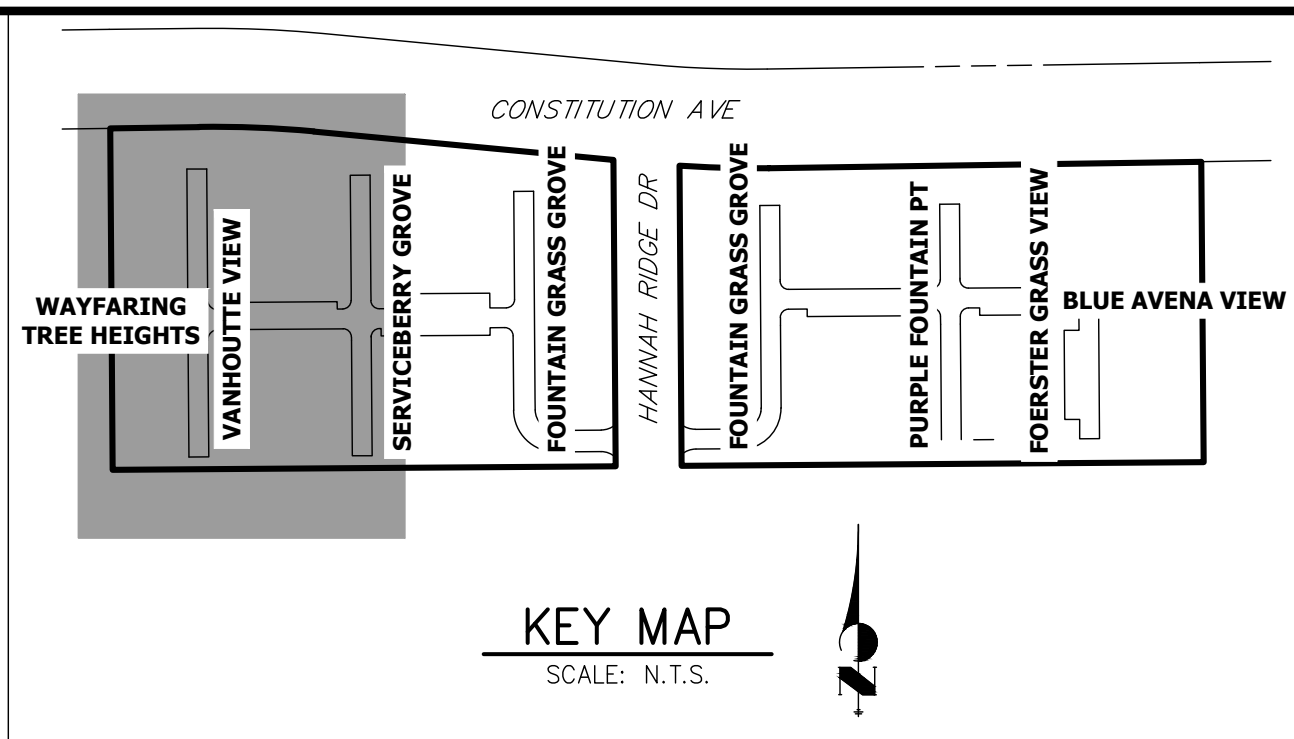 CONSTITUTION AVE
WAYFARING
TREE HEIGHTS
VANHOUTTE VIEW
SERVICEBERRY GROVE
FOUNTAIN GRASS GROVE
HANNAH RIDGE DR
FOUNTAIN GRASS GROVE
PURPLE FOUNTAIN PT
FOERSTER GRASS VIEW
BLUE AVENA VIEW
KEY MAP
SCALE: N.T.S.
N